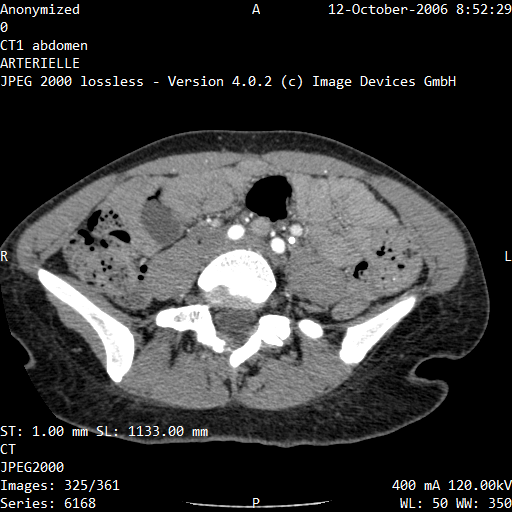 Anonymized A 12-October-2006 8:52:29
0
CT1 abdomen
ARTERIELLE
JPEG 2000 lossless - Version 4.0.2 (c) Image Devices GmbH
R L
ST: 1.00 mm SL: 1133.00 mm
CT
JPEG2000
Images: 325/361 400 mA 120.00kV
Series: 6168 P WL: 50 WW: 350